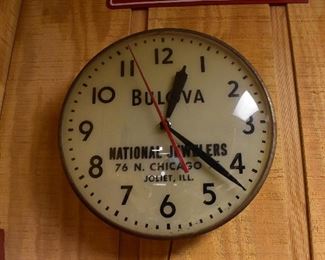 11 12 1
10 2
BULOVA
9 3
NATIONAL JEWELERS
8 76 N. CHICAGO 4
JOLIET, ILL.
7 5
6